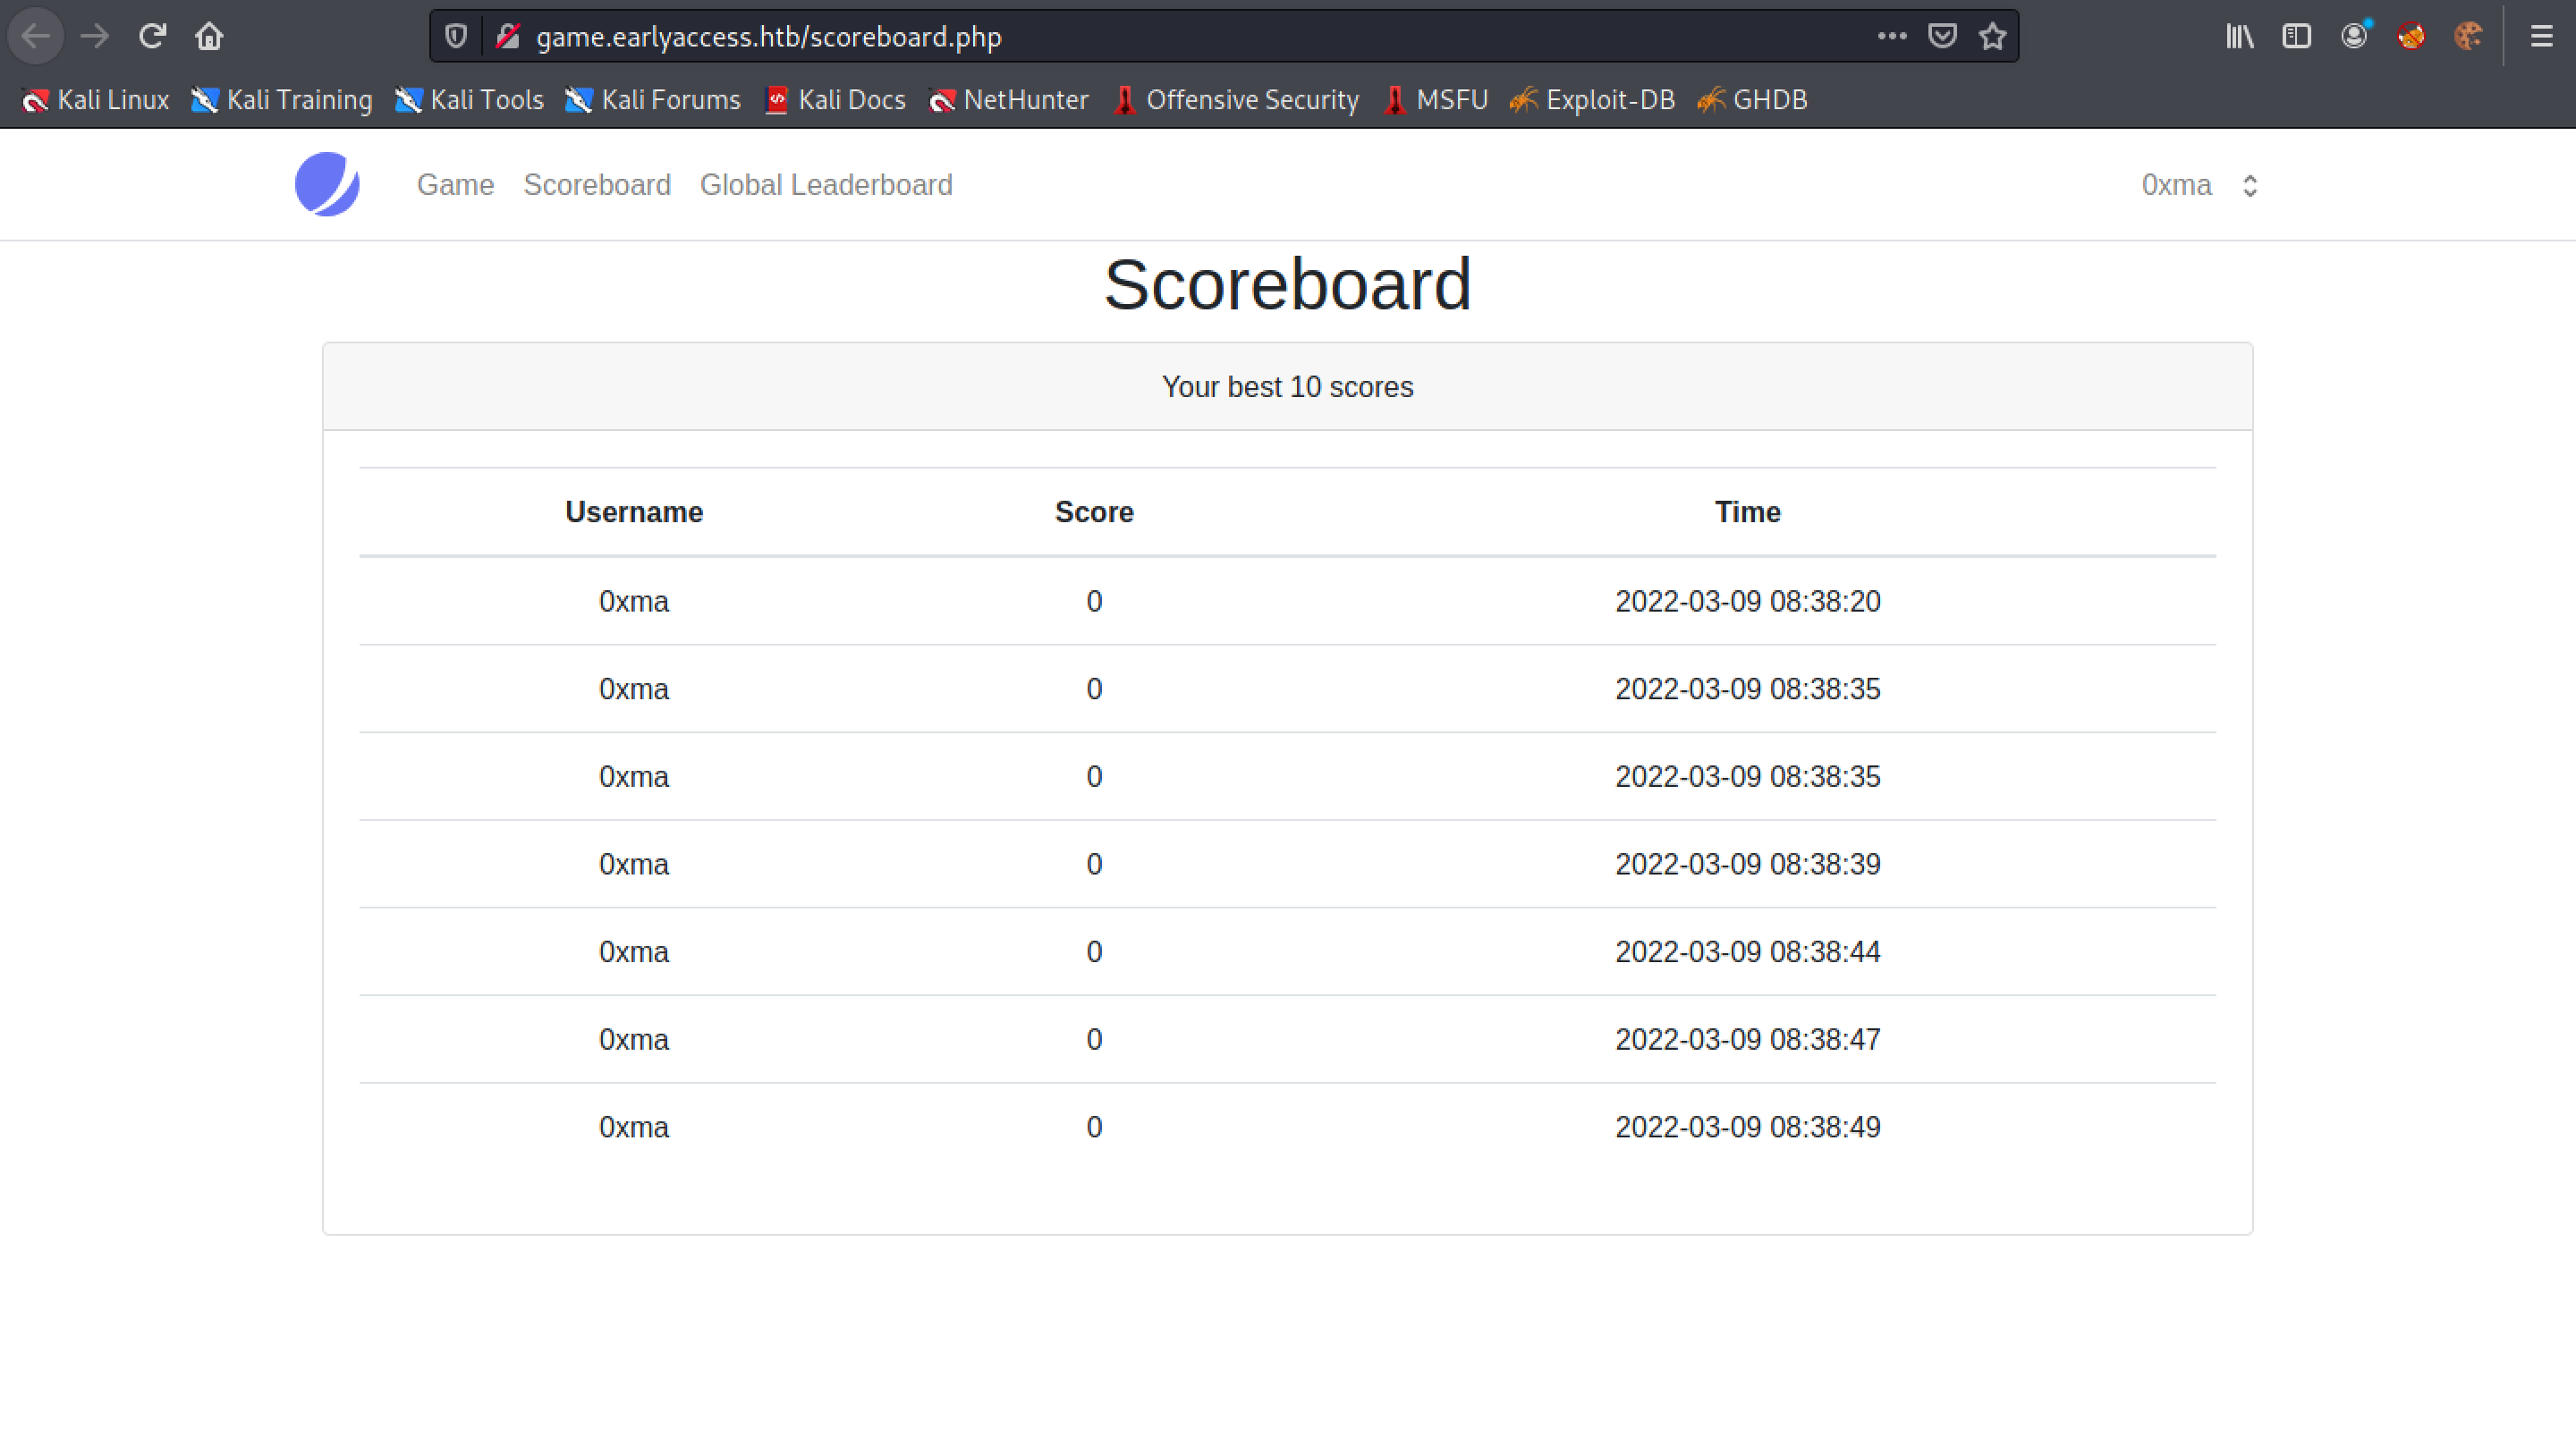 game.earlyaccess.htb/scoreboard.php
Kali Linux Kali Training Kali Tools Kali Forums Kali Docs NetHunter Offensive Security MSFU Exploit-DB GHDB
Game Scoreboard Global Leaderboard 0xma
Scoreboard
Your best 10 scores
Username Score Time
0xma 0 2022-03-09 08:38:20
0xma 0 2022-03-09 08:38:35
0xma 0 2022-03-09 08:38:35
0xma 0 2022-03-09 08:38:39
0xma 0 2022-03-09 08:38:44
0xma 0 2022-03-09 08:38:47
0xma 0 2022-03-09 08:38:49